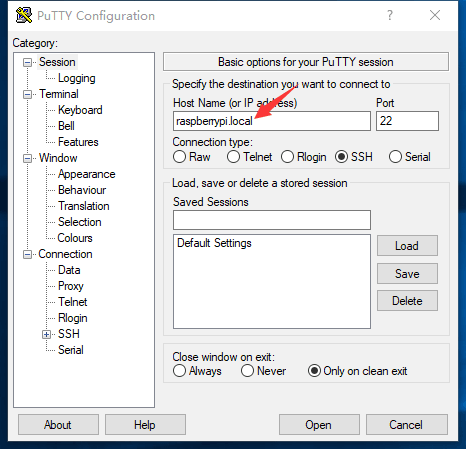 PuTTY Configuration
Category:
Session
Logging
Terminal
Keyboard
Bell
Features
Window
Appearance
Behaviour
Translation
Selection
Colours
Connection
Data
Proxy
Telnet
Rlogin
SSH
Serial
Basic options for your PuTTY session
Specify the destination you want to connect to
Host Name (or IP address) Port
raspberrypi.local 22
Connection type:
Raw Telnet Rlogin SSH Serial
Load, save or delete a stored session
Saved Sessions
Default Settings
Load
Save
Delete
Close window on exit:
Always Never Only on clean exit
About Help Open Cancel